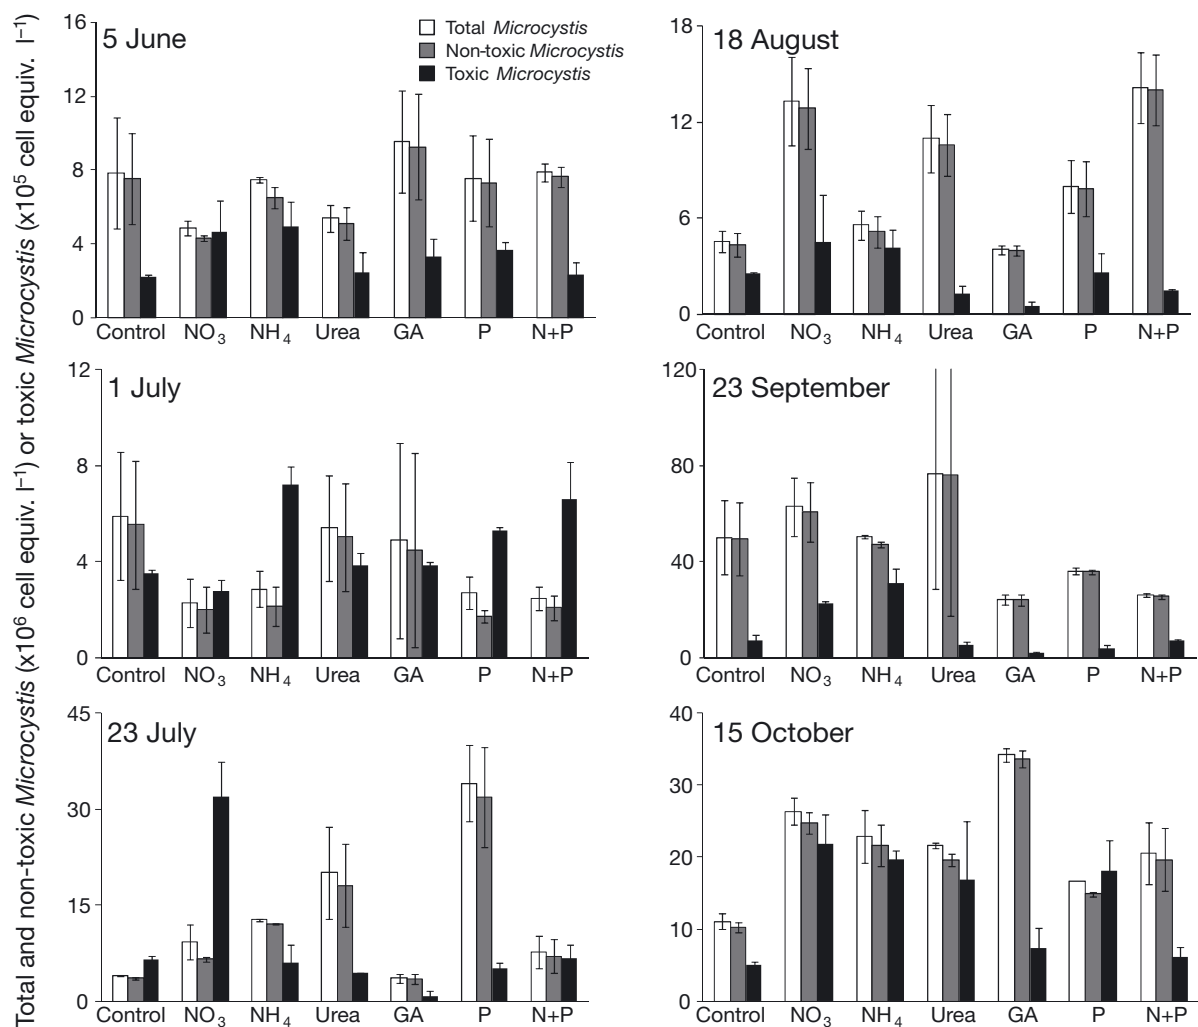 Total and non-toxic Microcystis (x10⁶ cell equiv. l⁻¹) or toxic Microcystis (x10⁵ cell equiv. l⁻¹)
5 June
Total Microcystis
Non-toxic Microcystis
Toxic Microcystis
16
12
8
4
0
Control NO₃ NH₄ Urea GA P N+P
18 August
18
12
6
0
Control NO₃ NH₄ Urea GA P N+P
1 July
12
8
4
0
Control NO₃ NH₄ Urea GA P N+P
23 September
120
80
40
0
Control NO₃ NH₄ Urea GA P N+P
23 July
45
30
15
0
Control NO₃ NH₄ Urea GA P N+P
15 October
40
30
20
10
0
Control NO₃ NH₄ Urea GA P N+P